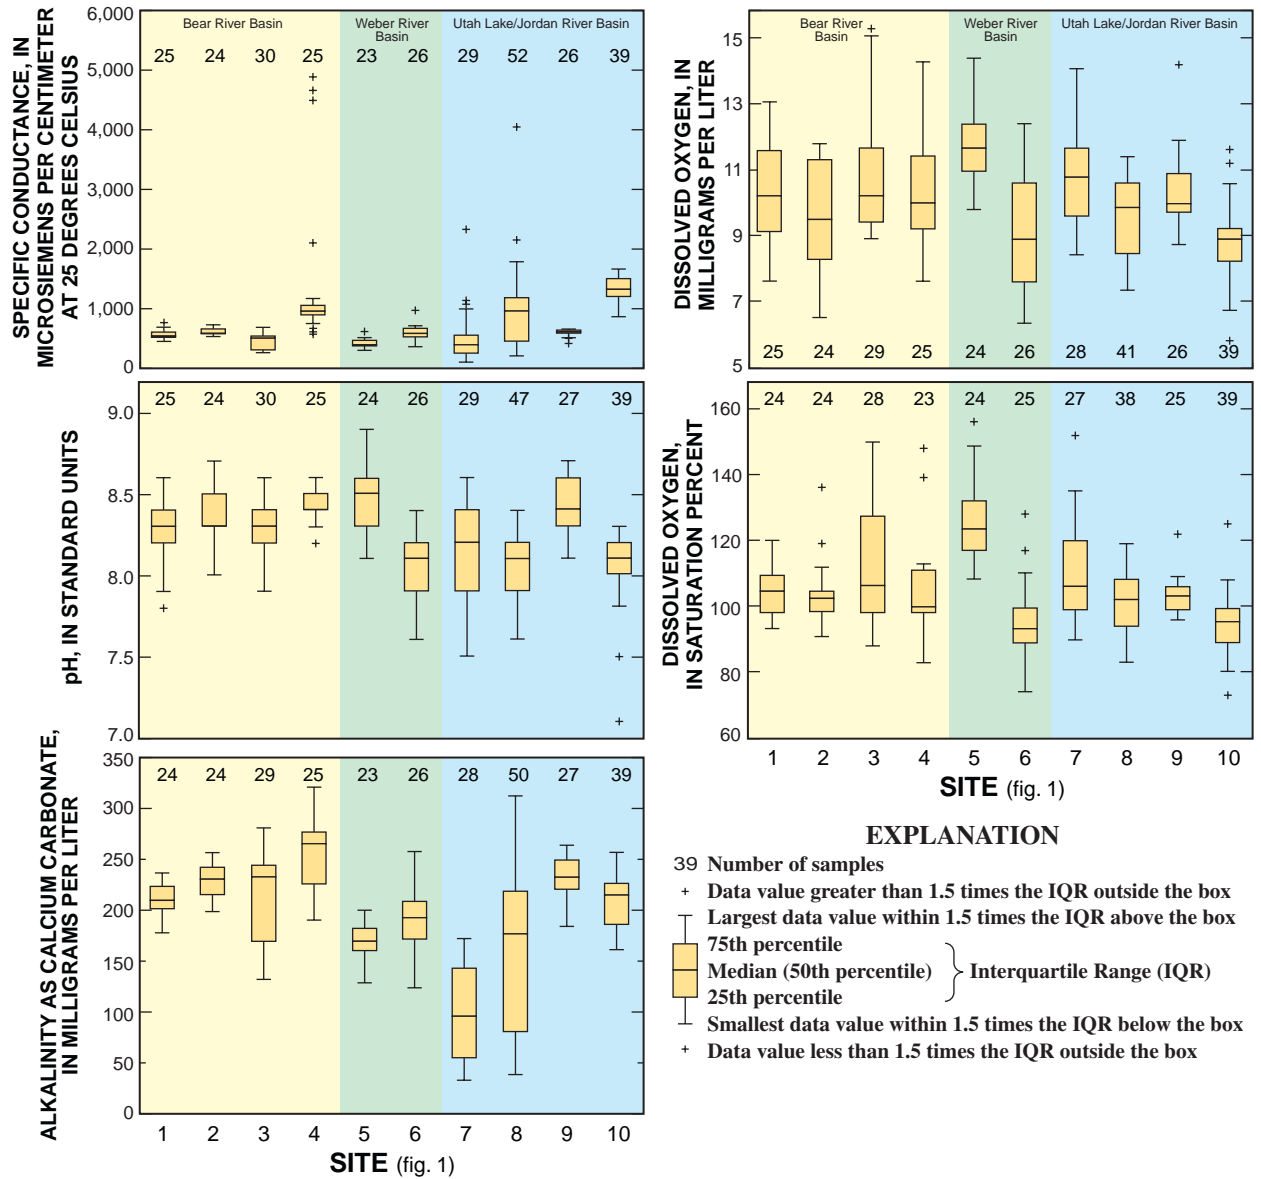 SPECIFIC CONDUCTANCE, IN
MICROSIEMENS PER CENTIMETER
AT 25 DEGREES CELSIUS
6,000
5,000
4,000
3,000
2,000
1,000
0
Bear River Basin
Weber River
Basin
Utah Lake/Jordan River Basin
25 24 30 25 23 26 29 52 26 39
DISSOLVED OXYGEN, IN
MILLIGRAMS PER LITER
15
13
11
9
7
5
Bear River
Basin
Weber River
Basin
Utah Lake/Jordan River Basin
25 24 29 25 24 26 28 41 26 39
pH, IN STANDARD UNITS
9.0
8.5
8.0
7.5
7.0
25 24 30 25 24 26 29 47 27 39
DISSOLVED OXYGEN,
IN SATURATION PERCENT
160
140
120
100
80
60
24 24 28 23 24 25 27 38 25 39
1 2 3 4 5 6 7 8 9 10
SITE (fig. 1)
ALKALINITY AS CALCIUM CARBONATE,
IN MILLIGRAMS PER LITER
350
300
250
200
150
100
50
0
24 24 29 25 23 26 28 50 27 39
1 2 3 4 5 6 7 8 9 10
SITE (fig. 1)
EXPLANATION
39 Number of samples
+ Data value greater than 1.5 times the IQR outside the box
Largest data value within 1.5 times the IQR above the box
75th percentile
Median (50th percentile)
Interquartile Range (IQR)
25th percentile
Smallest data value within 1.5 times the IQR below the box
+ Data value less than 1.5 times the IQR outside the box